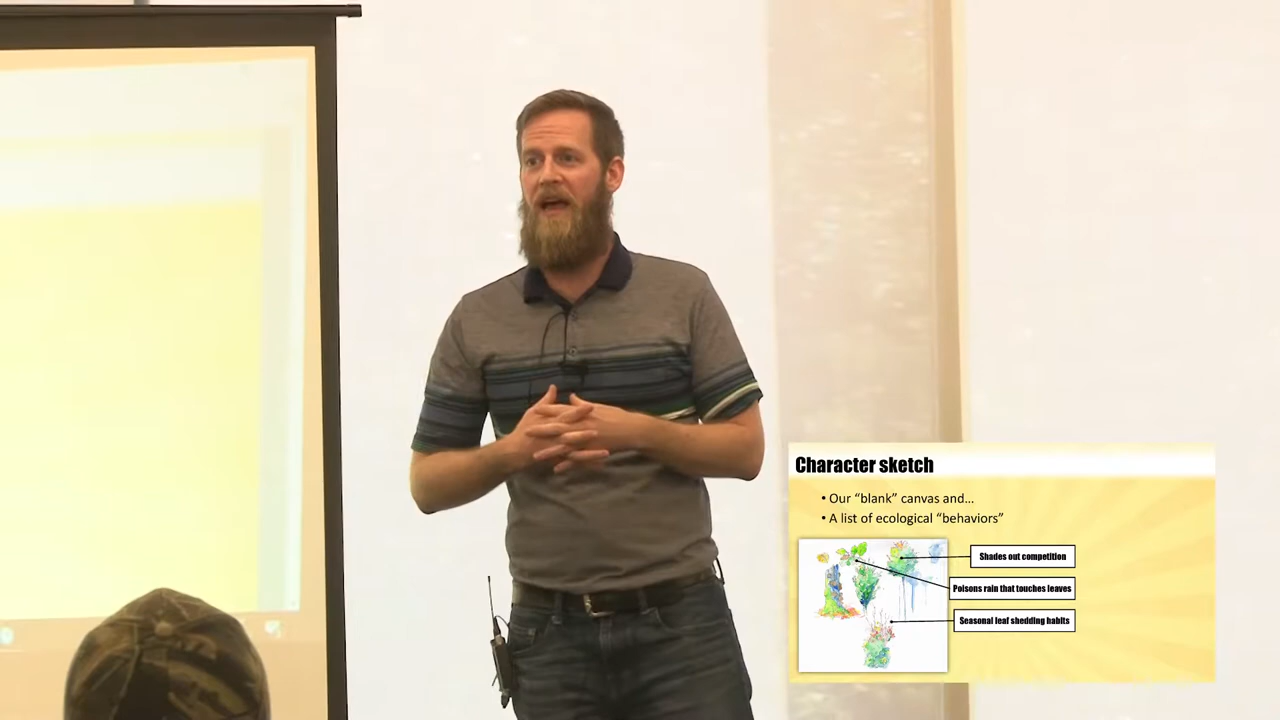 Character sketch
• Our “blank” canvas and...
• A list of ecological “behaviors”
Shades out competition
Poisons rain that touches leaves
Seasonal leaf shedding habits